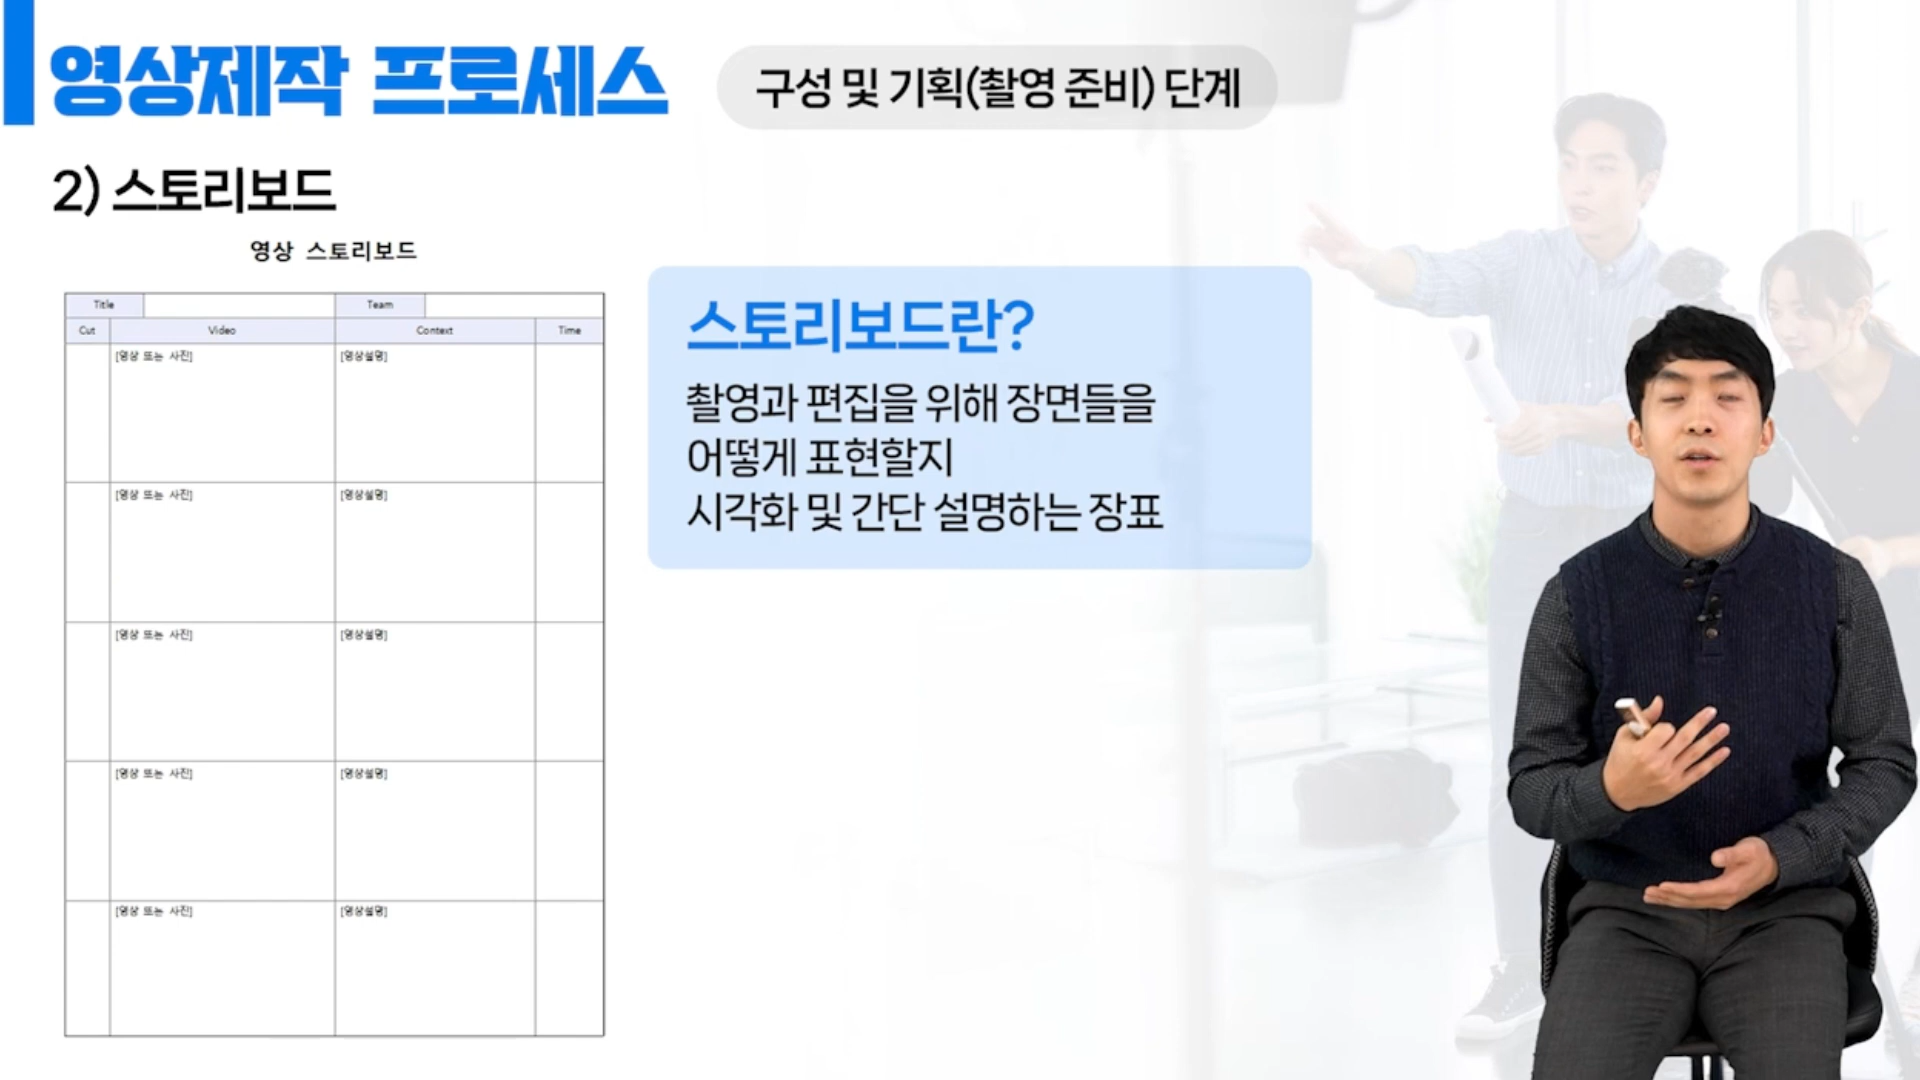 영상제작 프로세스
구성 및 기획(촬영 준비) 단계
2) 스토리보드
영상 스토리보드
Title Team
Cut Video Context Time
[영상 또는 사진] [영상설명]
[영상 또는 사진] [영상설명]
[영상 또는 사진] [영상설명]
[영상 또는 사진] [영상설명]
[영상 또는 사진] [영상설명]
스토리보드란?
촬영과 편집을 위해 장면들을
어떻게 표현할지
시각화 및 간단 설명하는 장표